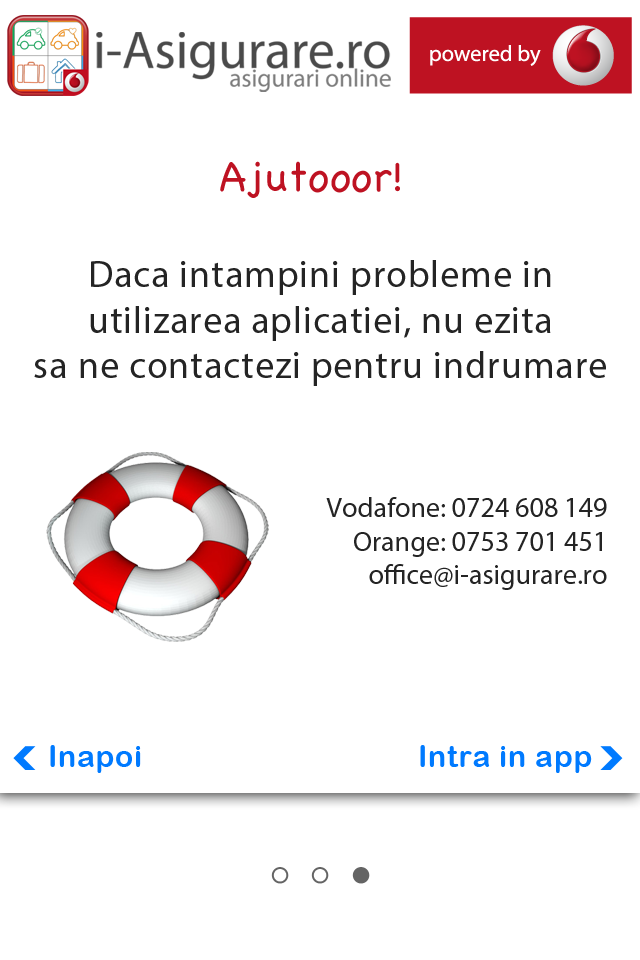 i-Asigurare.ro
asigurari online
powered by
Ajutooor!
Daca intampini probleme in
utilizarea aplicatiei, nu ezita
sa ne contactezi pentru indrumare
Vodafone: 0724 608 149
Orange: 0753 701 451
office@i-asigurare.ro
Inapoi
Intra in app